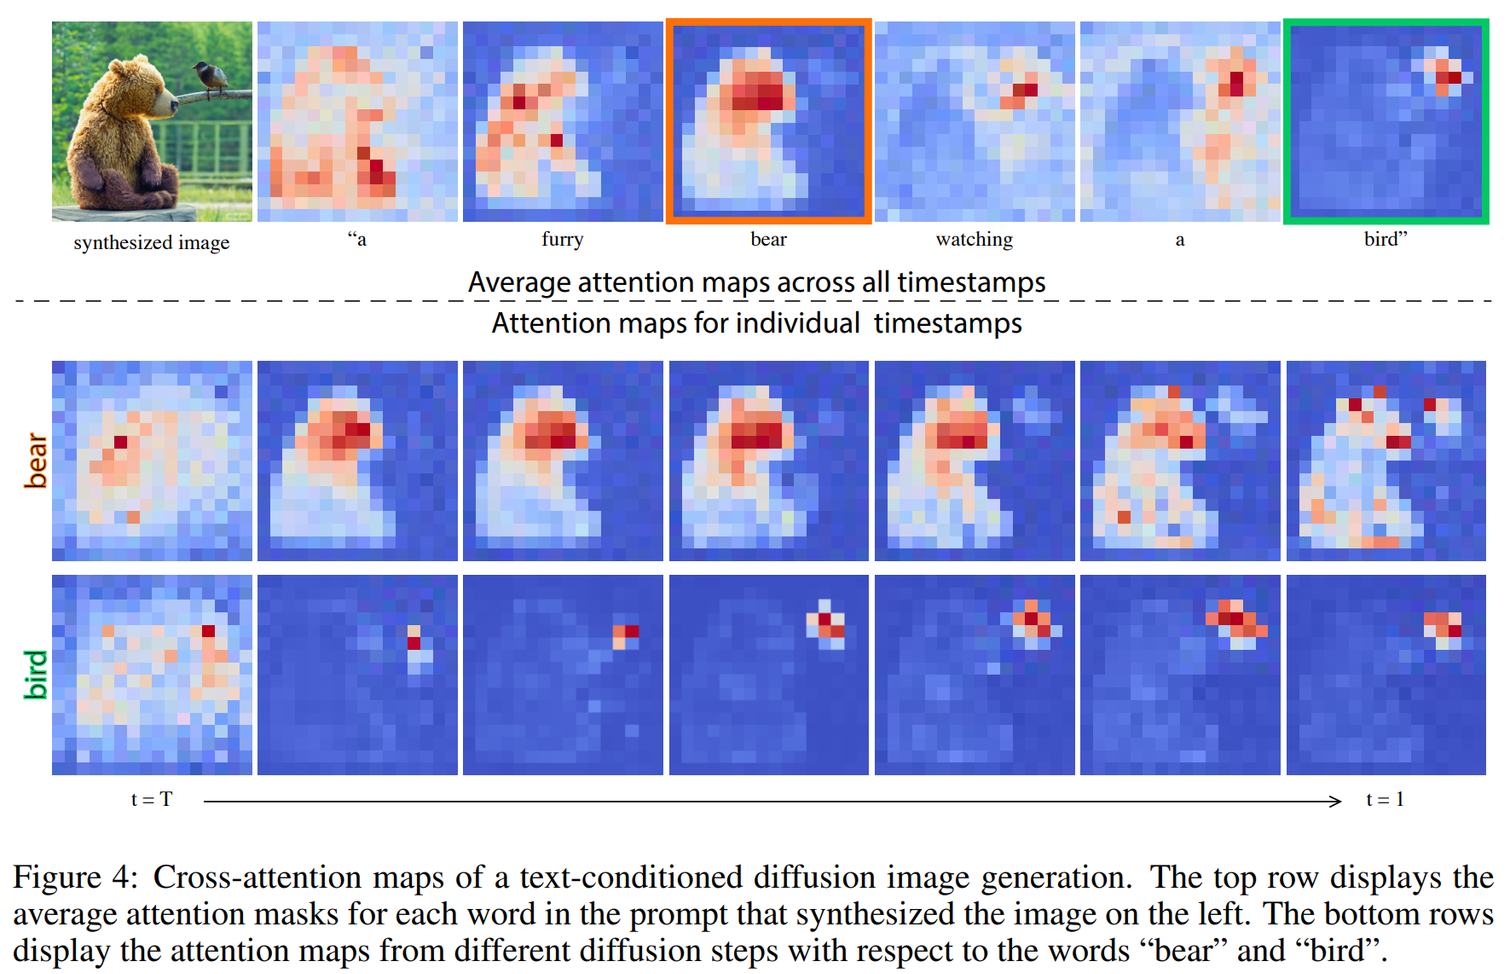 synthesized image “a furry bear watching a bird”
Average attention maps across all timestamps
Attention maps for individual  timestamps
bear
bird
t = T t = 1
Figure 4: Cross-attention maps of a text-conditioned diffusion image generation. The top row displays the
average attention masks for each word in the prompt that synthesized the image on the left. The bottom rows
display the attention maps from different diffusion steps with respect to the words “bear” and “bird”.